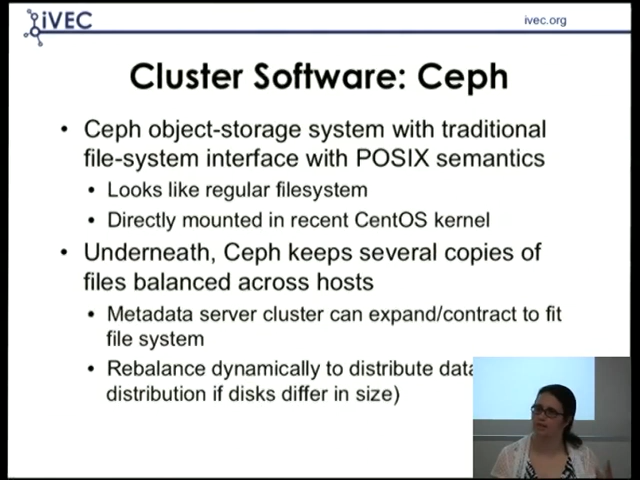 iVEC
ivec.org
Cluster Software: Ceph
• Ceph object-storage system with traditional
file-system interface with POSIX semantics
• Looks like regular filesystem
• Directly mounted in recent CentOS kernel
• Underneath, Ceph keeps several copies of
files balanced across hosts
• Metadata server cluster can expand/contract to fit
file system
• Rebalance dynamically to distribute data
distribution if disks differ in size)